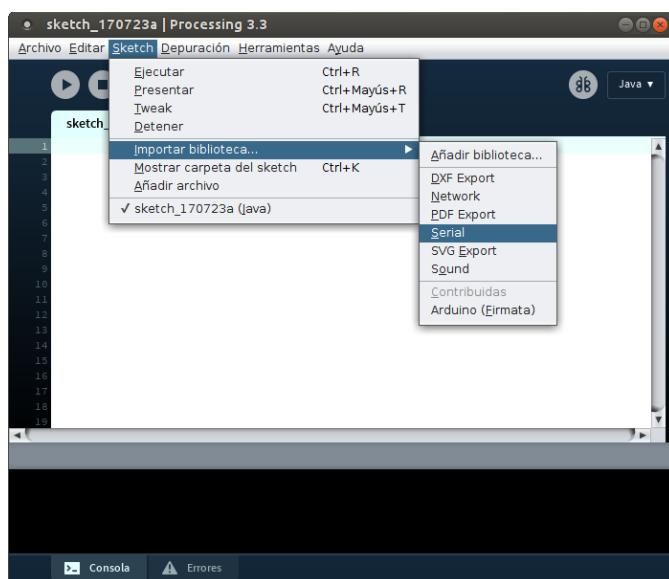 sketch_170723a | Processing 3.3
Archivo Editar Sketch Depuración Herramientas Ayuda
Ejecutar Ctrl+R
Presentar Ctrl+Mayús+R
Tweak Ctrl+Mayús+T
Detener
Importar biblioteca...
Mostrar carpeta del sketch Ctrl+K
Añadir archivo
✓ sketch_170723a (Java)
Java ▼
sketch_
Añadir biblioteca...
DXF Export
Network
PDF Export
Serial
SVG Export
Sound
Contribuidas
Arduino (Firmata)
1
2
3
4
5
6
7
8
9
10
11
12
13
14
15
16
17
18
19
Consola
Errores